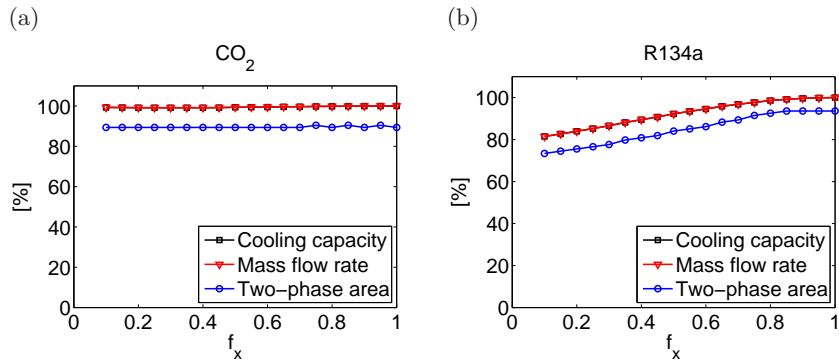 (a)
CO2
[%]
100
80
60
40
20
0
Cooling capacity
Mass flow rate
Two−phase area
0 0.2 0.4 0.6 0.8 1
fx
(b)
R134a
[%]
100
80
60
40
20
0
Cooling capacity
Mass flow rate
Two−phase area
0 0.2 0.4 0.6 0.8 1
fx